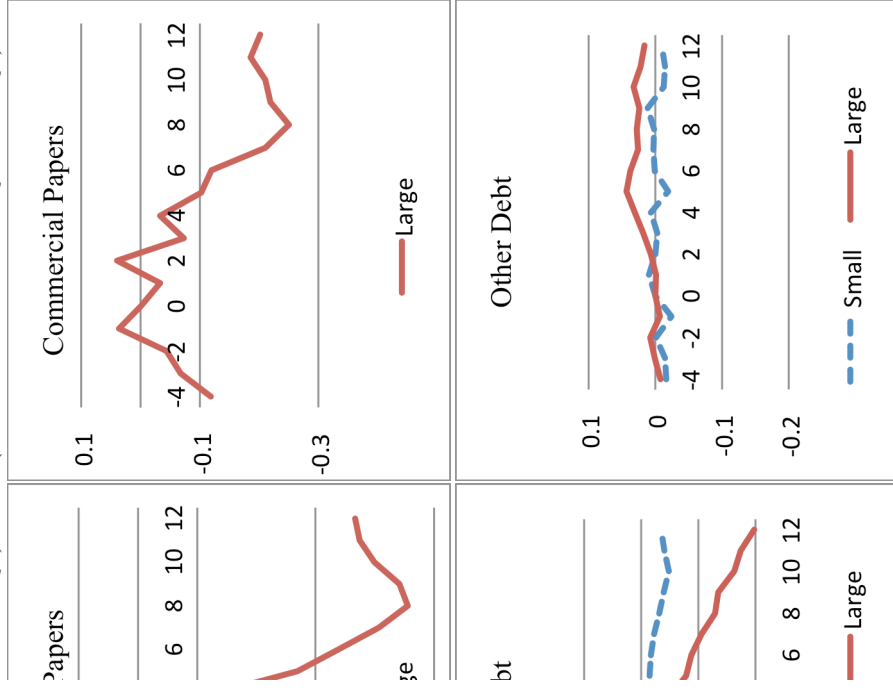 Commercial Papers
0.1
-0.1
-0.3
-4 -2 0 2 4 6 8 10 12
Large
Other Debt
0.1
0
-0.1
-0.2
-4 -2 0 2 4 6 8 10 12
Small Large
Papers
6 8 10 12
ge
bt
6 8 10 12
Large